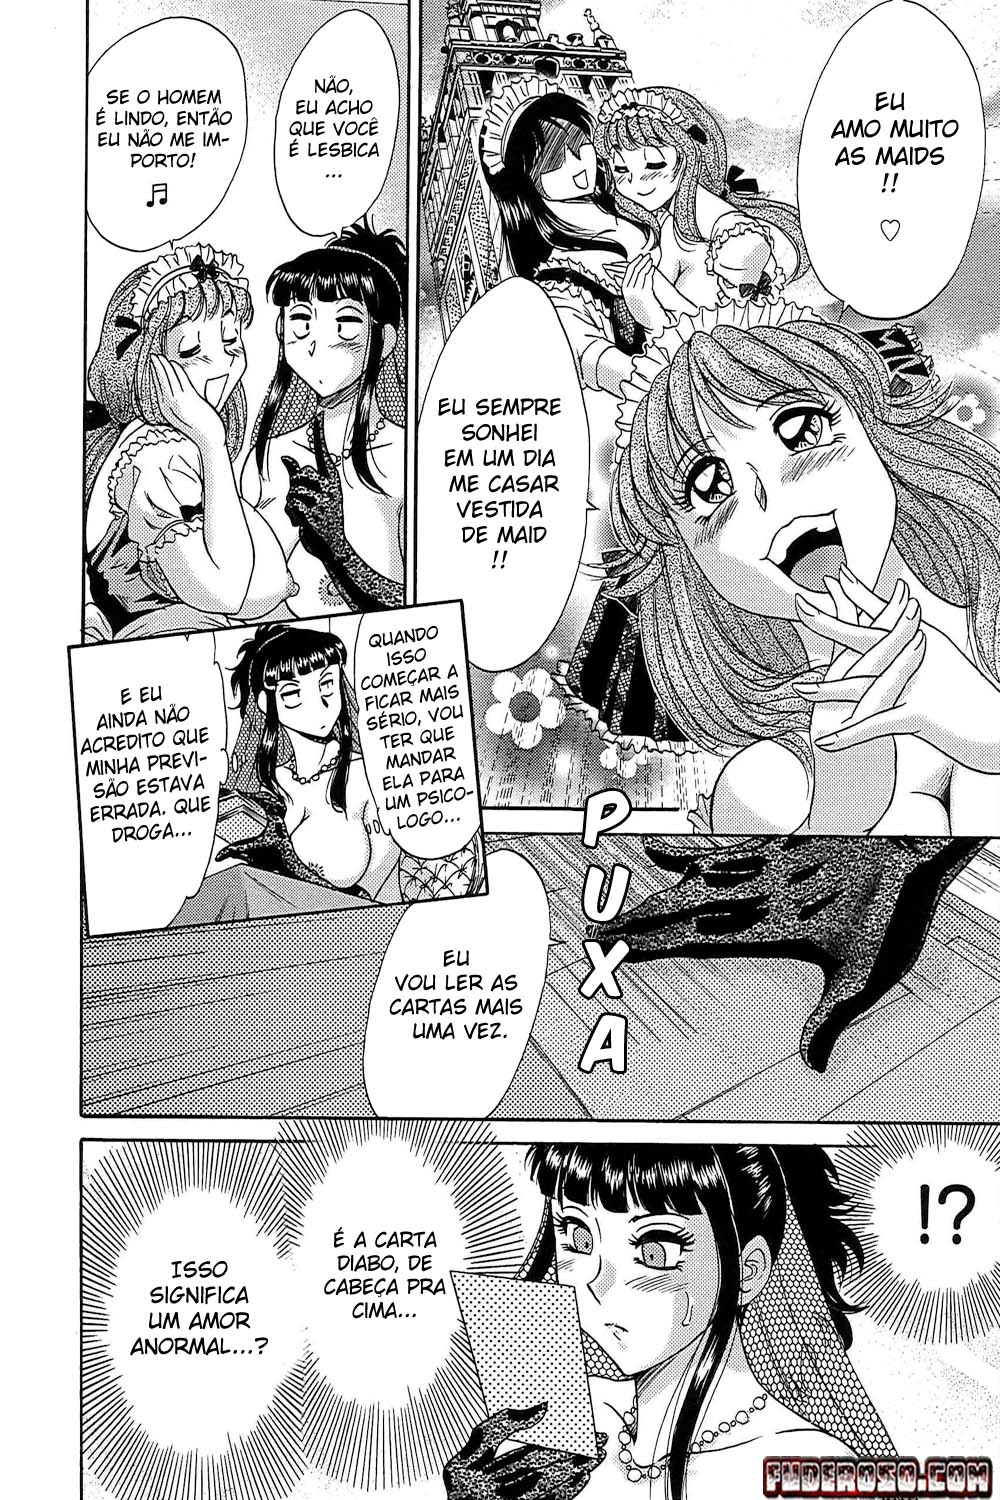 EU
AMO MUITO
AS MAIDS
!!
♡
EU SEMPRE
SONHEI
EM UM DIA
ME CASAR
VESTIDA
DE MAID
!!
NÃO,
EU ACHO
QUE VOCÊ
É LESBICA
...
SE O HOMEM
É LINDO, ENTÃO
EU NÃO ME IM-
PORTO!
♫
QUANDO
ISSO
COMEÇAR A
FICAR MAIS
SÉRIO, VOU
TER QUE
MANDAR
ELA PARA
UM PSICO-
LOGO...
E EU
AINDA NÃO
ACREDITO QUE
MINHA PREVI-
SÃO ESTAVA
ERRADA. QUE
DROGA...
PUXA
EU
VOU LER AS
CARTAS MAIS
UMA VEZ.
!?
É A CARTA
DIABO, DE
CABEÇA PRA
CIMA...
ISSO
SIGNIFICA
UM AMOR
ANORMAL...?
FUDEROSO.COM